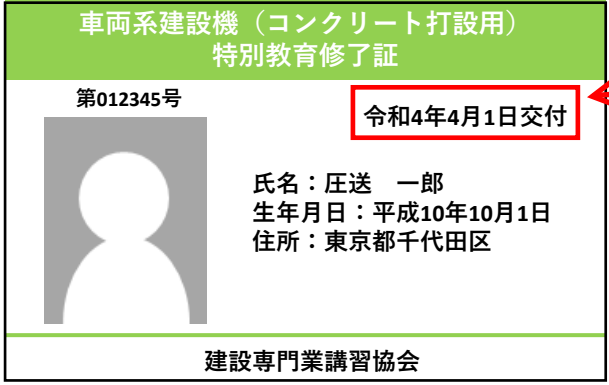 車両系建設機（コンクリート打設用）
特別教育修了証
第012345号
令和4年4月1日交付
氏名：圧送　一郎
生年月日：平成10年10月1日
住所：東京都千代田区
建設専門業講習協会